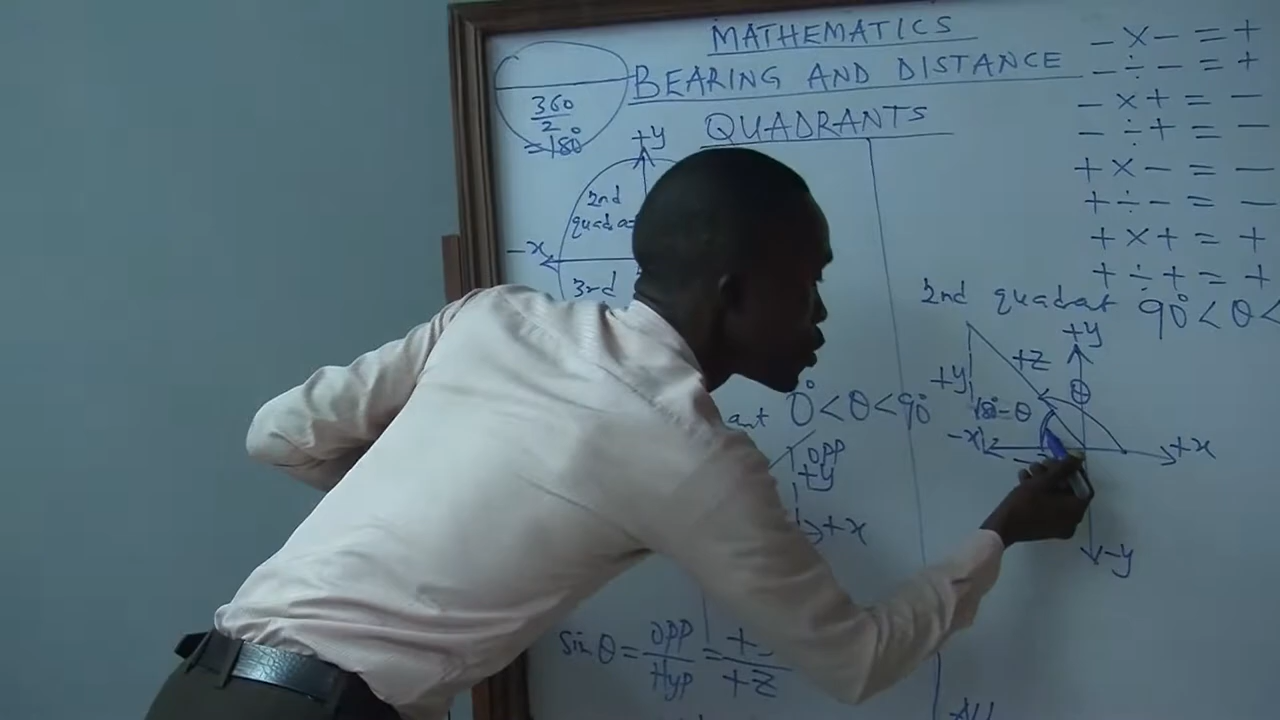 MATHEMATICS
BEARING AND DISTANCE
QUADRANTS
360
2
=180°
+y
2nd
-x
3rd
- × - = +
- ÷ - = +
- × + = -
- ÷ + = -
+ × - = -
+ ÷ - = -
+ × + = +
+ ÷ + = +
ant 0° < θ < 90°
opp
+y
+x
Sin θ = opp = +
Hyp +z
2nd quadrant 90° < θ <
+y
+z
θ
+y
180-θ
-x
+x
-y